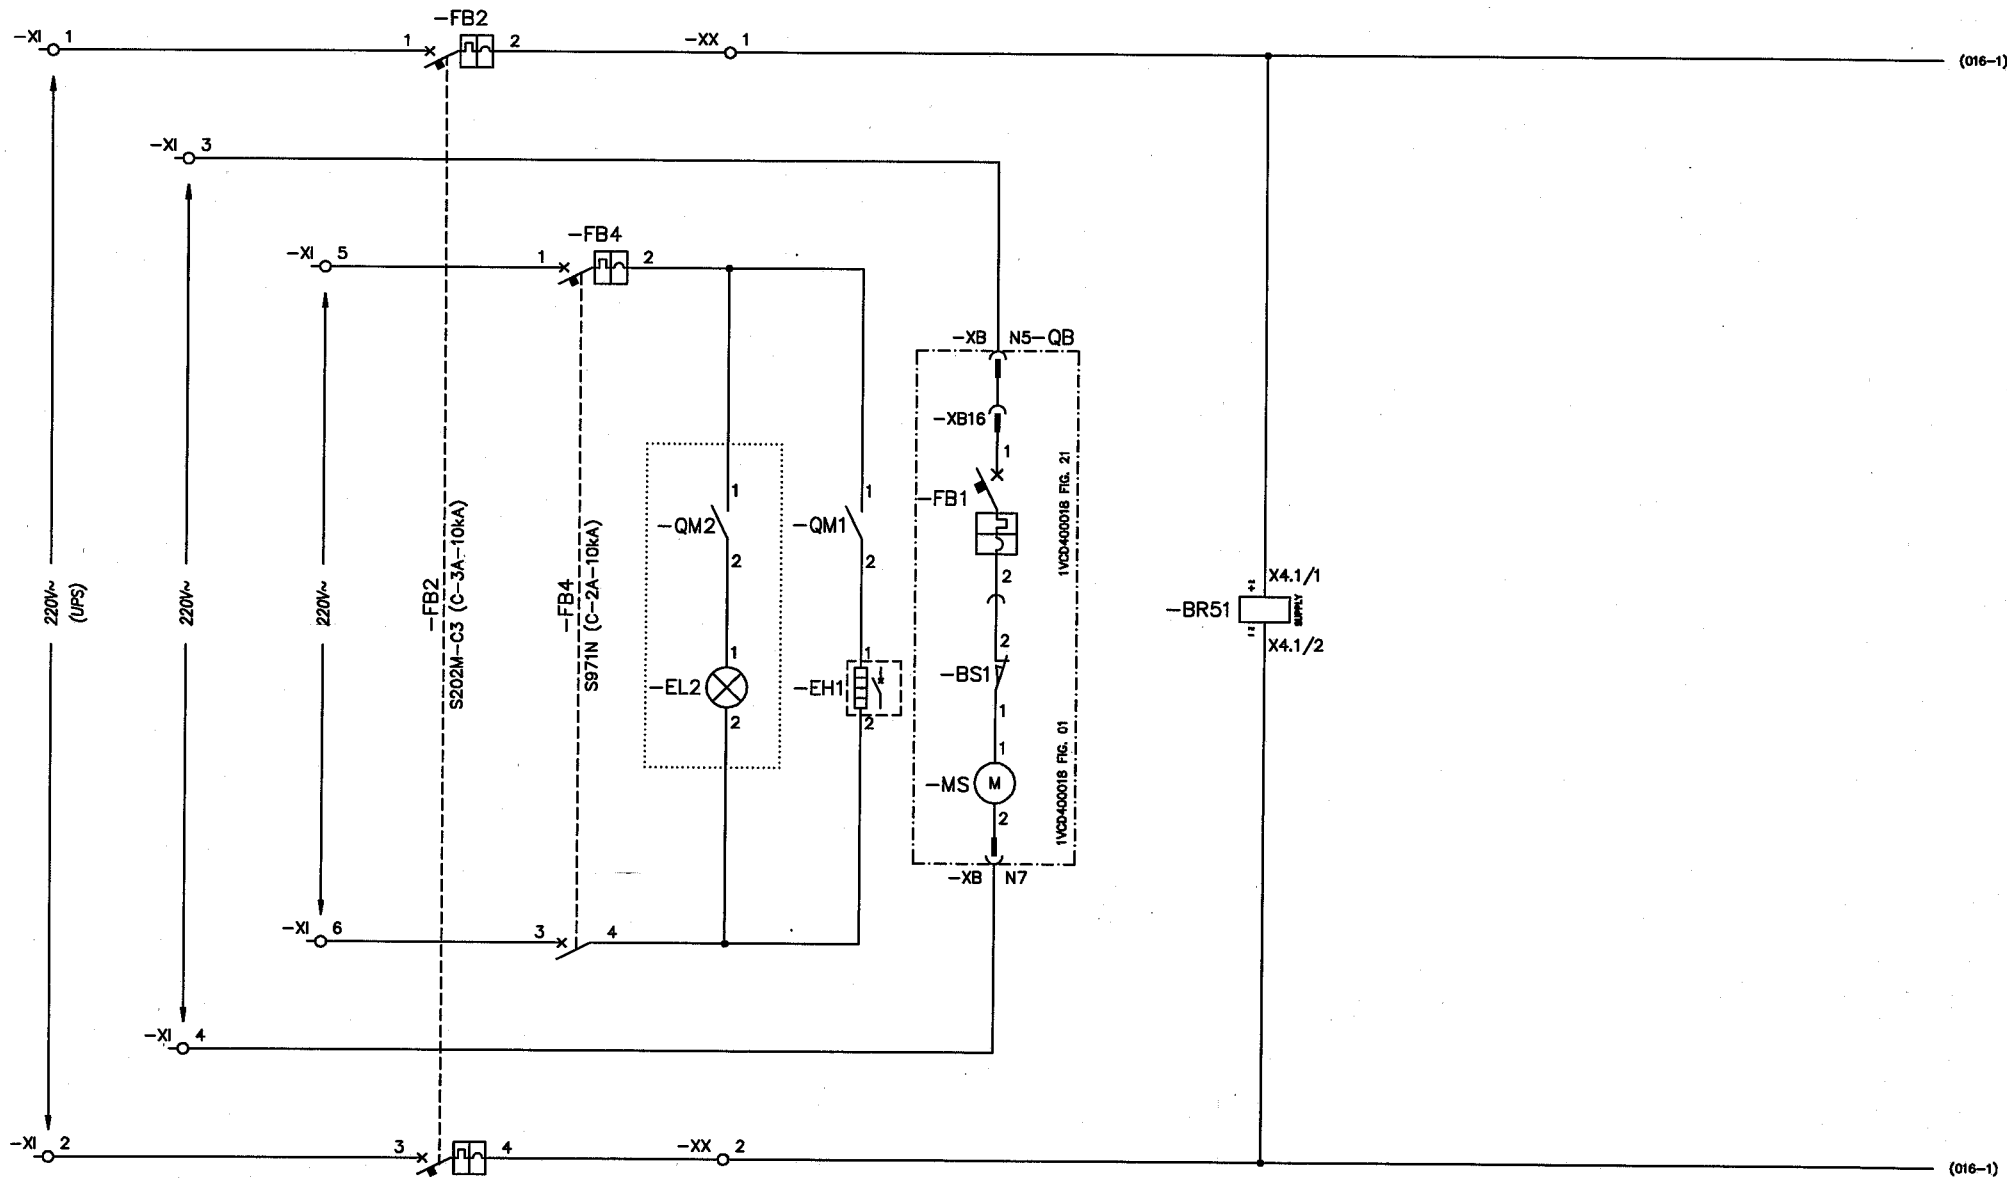 -FB2
-XI 1
1
2
-XX 1
(016-1)
-XI 3
-FB4
-XI 5
1
2
-XB N5-QB
-XB16
1
-FB1
1VCD400018 FIG. 21
1
-QM2
2
1
-QM1
2
2
220V~
(UPS)
220V~
220V~
-FB2
S202M-C3 (C-3A-10kA)
-FB4
S971N (C-2A-10kA)
X4.1/1
-BR51
SUPPLY
X4.1/2
1
-EL2
2
1
-EH1
2
2
-BS1
1
1VCD400018 FIG. 01
1
-MS M
2
-XB N7
-XI 6
3
4
-XI 4
-XI 2
3
4
-XX 2
(016-1)